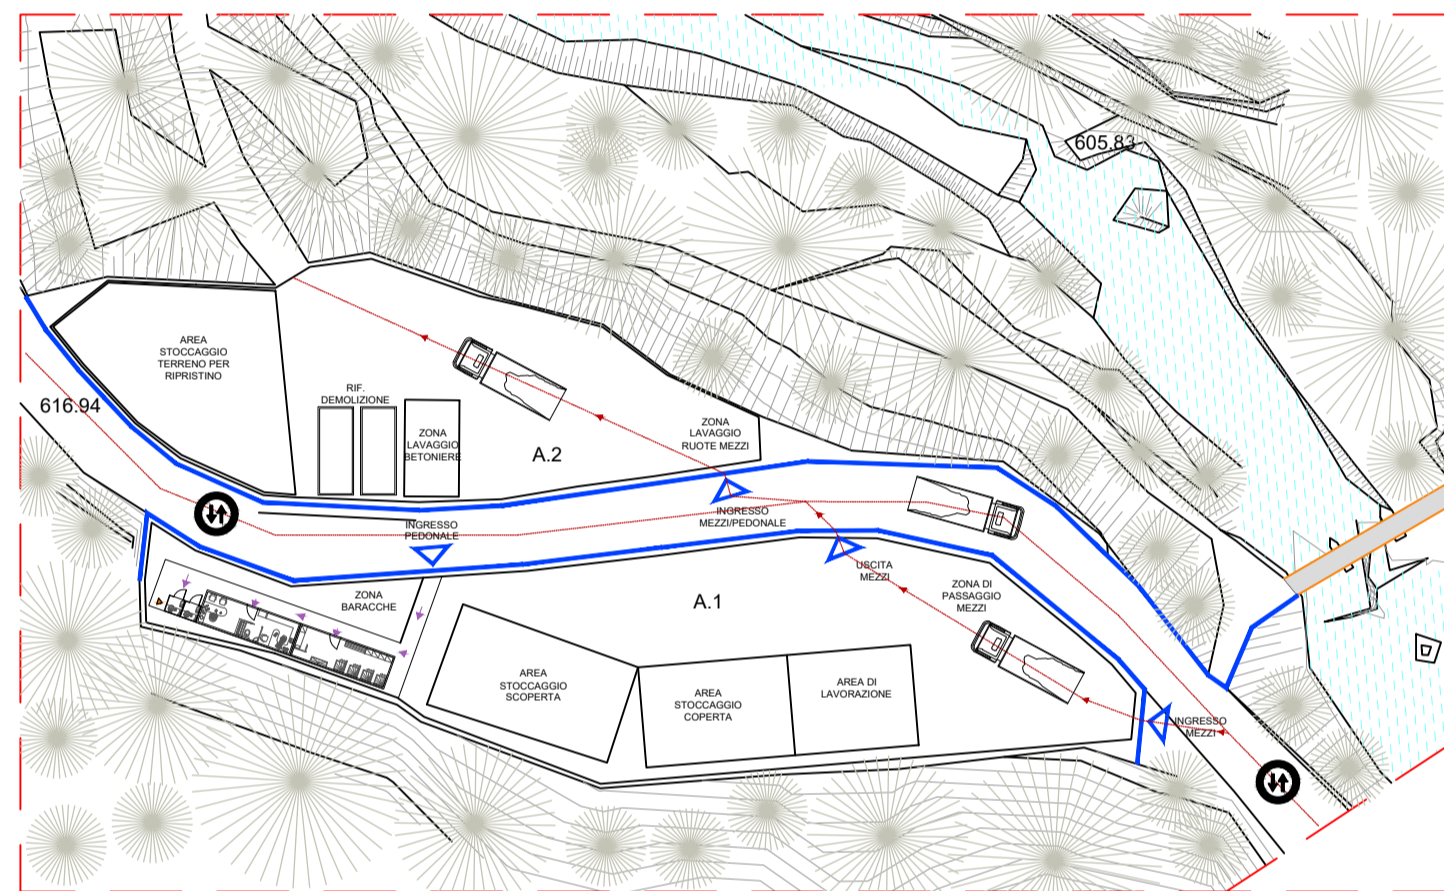 605.83
AREA
STOCCAGGIO
TERRENO PER
RIPRISTINO
616.94
RIF.
DEMOLIZIONE
ZONA
LAVAGGIO
BETONIERE
A.2
ZONA
LAVAGGIO
RUOTE MEZZI
INGRESSO
PEDONALE
INGRESSO
MEZZI/PEDONALE
USCITA
MEZZI
ZONA DI
PASSAGGIO
MEZZI
ZONA
BARACCHE
A.1
AREA
STOCCAGGIO
SCOPERTA
AREA
STOCCAGGIO
COPERTA
AREA DI
LAVORAZIONE
INGRESSO
MEZZI